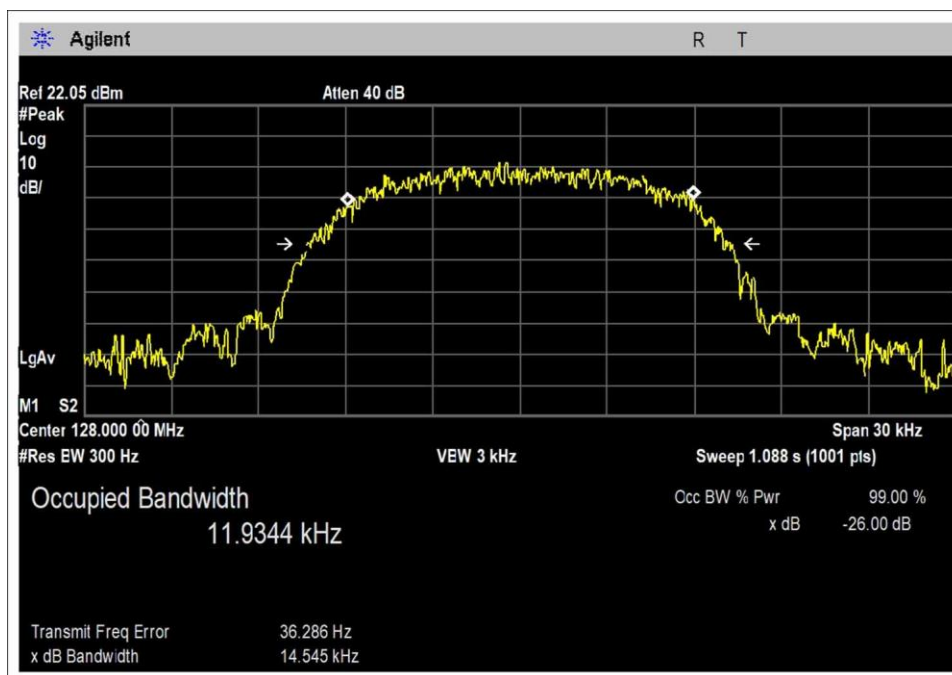 Agilent
R T
Ref 22.05 dBm Atten 40 dB
#Peak
Log
10
dB/
LgAv
M1 S2
Center 128.000 00 MHz Span 30 kHz
#Res BW 300 Hz VBW 3 kHz Sweep 1.088 s (1001 pts)
Occupied Bandwidth
11.9344 kHz
Occ BW % Pwr 99.00 %
x dB -26.00 dB
Transmit Freq Error 36.286 Hz
x dB Bandwidth 14.545 kHz